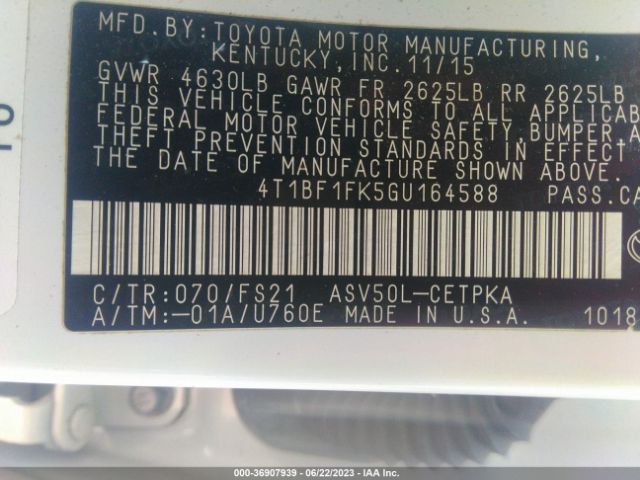 MFD.BY:TOYOTA MOTOR MANUFACTURING,
KENTUCKY,INC.11/15
GVWR 4630LB GAWR FR 2625LB RR 2625LB
THIS VEHICLE CONFORMS TO ALL APPLICAB
FEDERAL MOTOR VEHICLE SAFETY,BUMPER,A
THEFT PREVENTION STANDARDS IN EFFECT
THE DATE OF MANUFACTURE SHOWN ABOVE.
4T1BF1FK5GU164588 PASS.CA
C/TR:070/FS21 ASV50L-CETPKA
A/TM:-01A/U760E MADE IN U.S.A. 1018
000-36907939 - 06/22/2023 - IAA Inc.